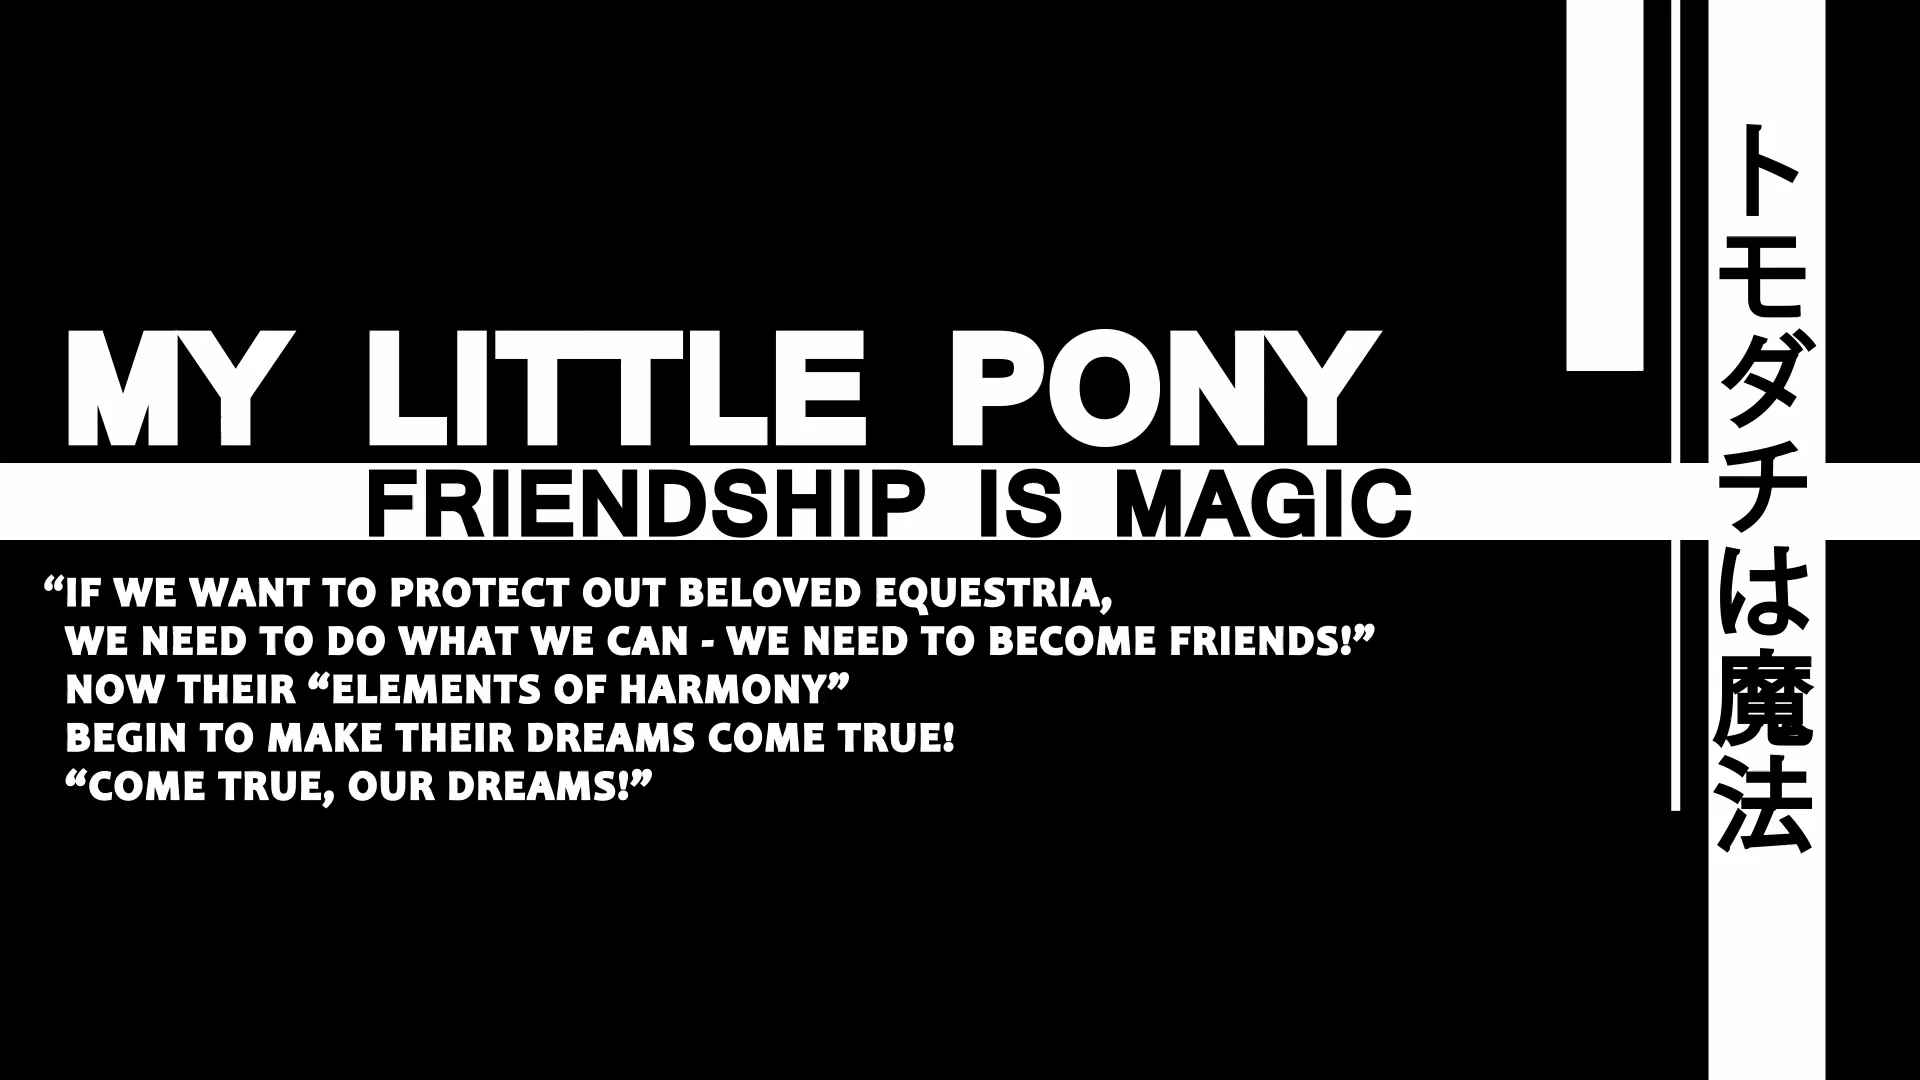 MY LITTLE PONY
FRIENDSHIP IS MAGIC
“IF WE WANT TO PROTECT OUT BELOVED EQUESTRIA,
WE NEED TO DO WHAT WE CAN - WE NEED TO BECOME FRIENDS!”
NOW THEIR “ELEMENTS OF HARMONY”
BEGIN TO MAKE THEIR DREAMS COME TRUE!
“COME TRUE, OUR DREAMS!”
トモダチは魔法